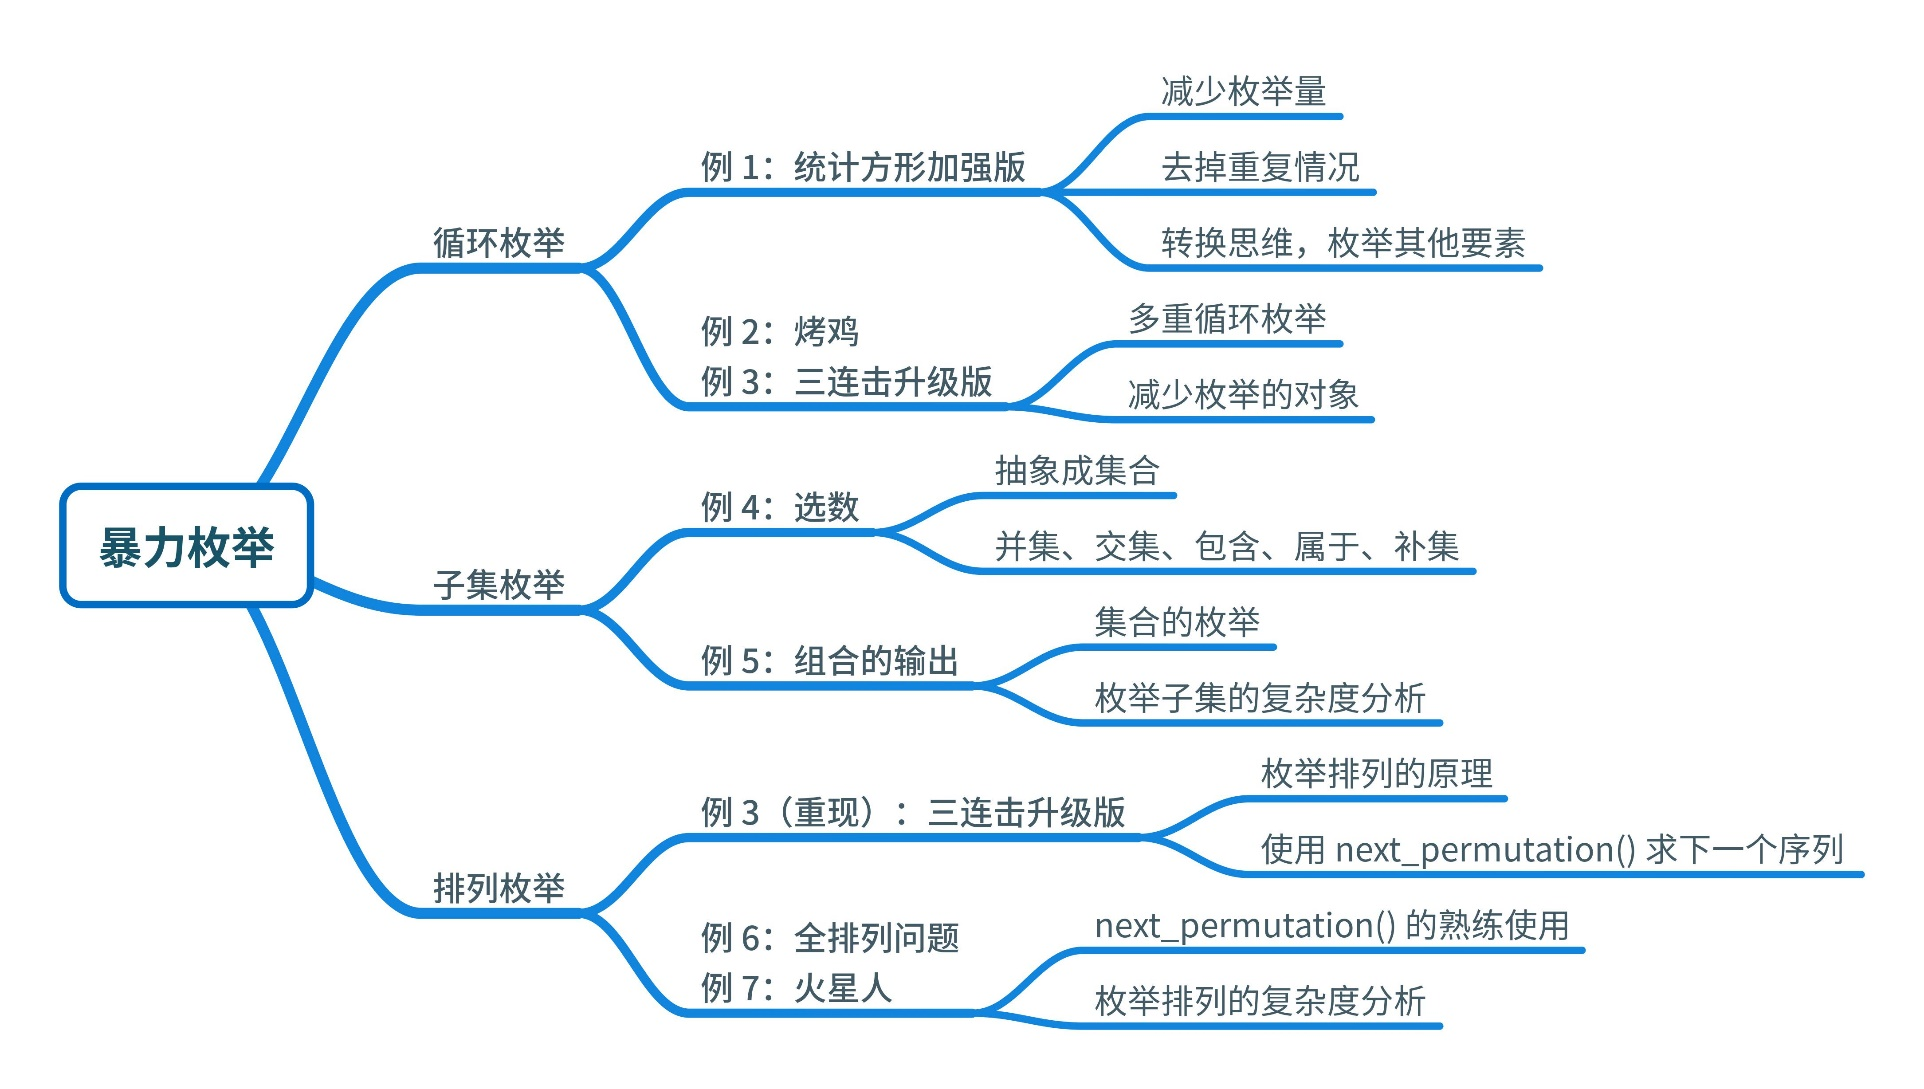 暴力枚举
循环枚举
例 1：统计方形加强版
减少枚举量
去掉重复情况
转换思维，枚举其他要素
例 2：烤鸡
例 3：三连击升级版
多重循环枚举
减少枚举的对象
子集枚举
例 4：选数
抽象成集合
并集、交集、包含、属于、补集
例 5：组合的输出
集合的枚举
枚举子集的复杂度分析
排列枚举
例 3（重现）：三连击升级版
枚举排列的原理
使用 next_permutation() 求下一个序列
例 6：全排列问题
例 7：火星人
next_permutation() 的熟练使用
枚举排列的复杂度分析